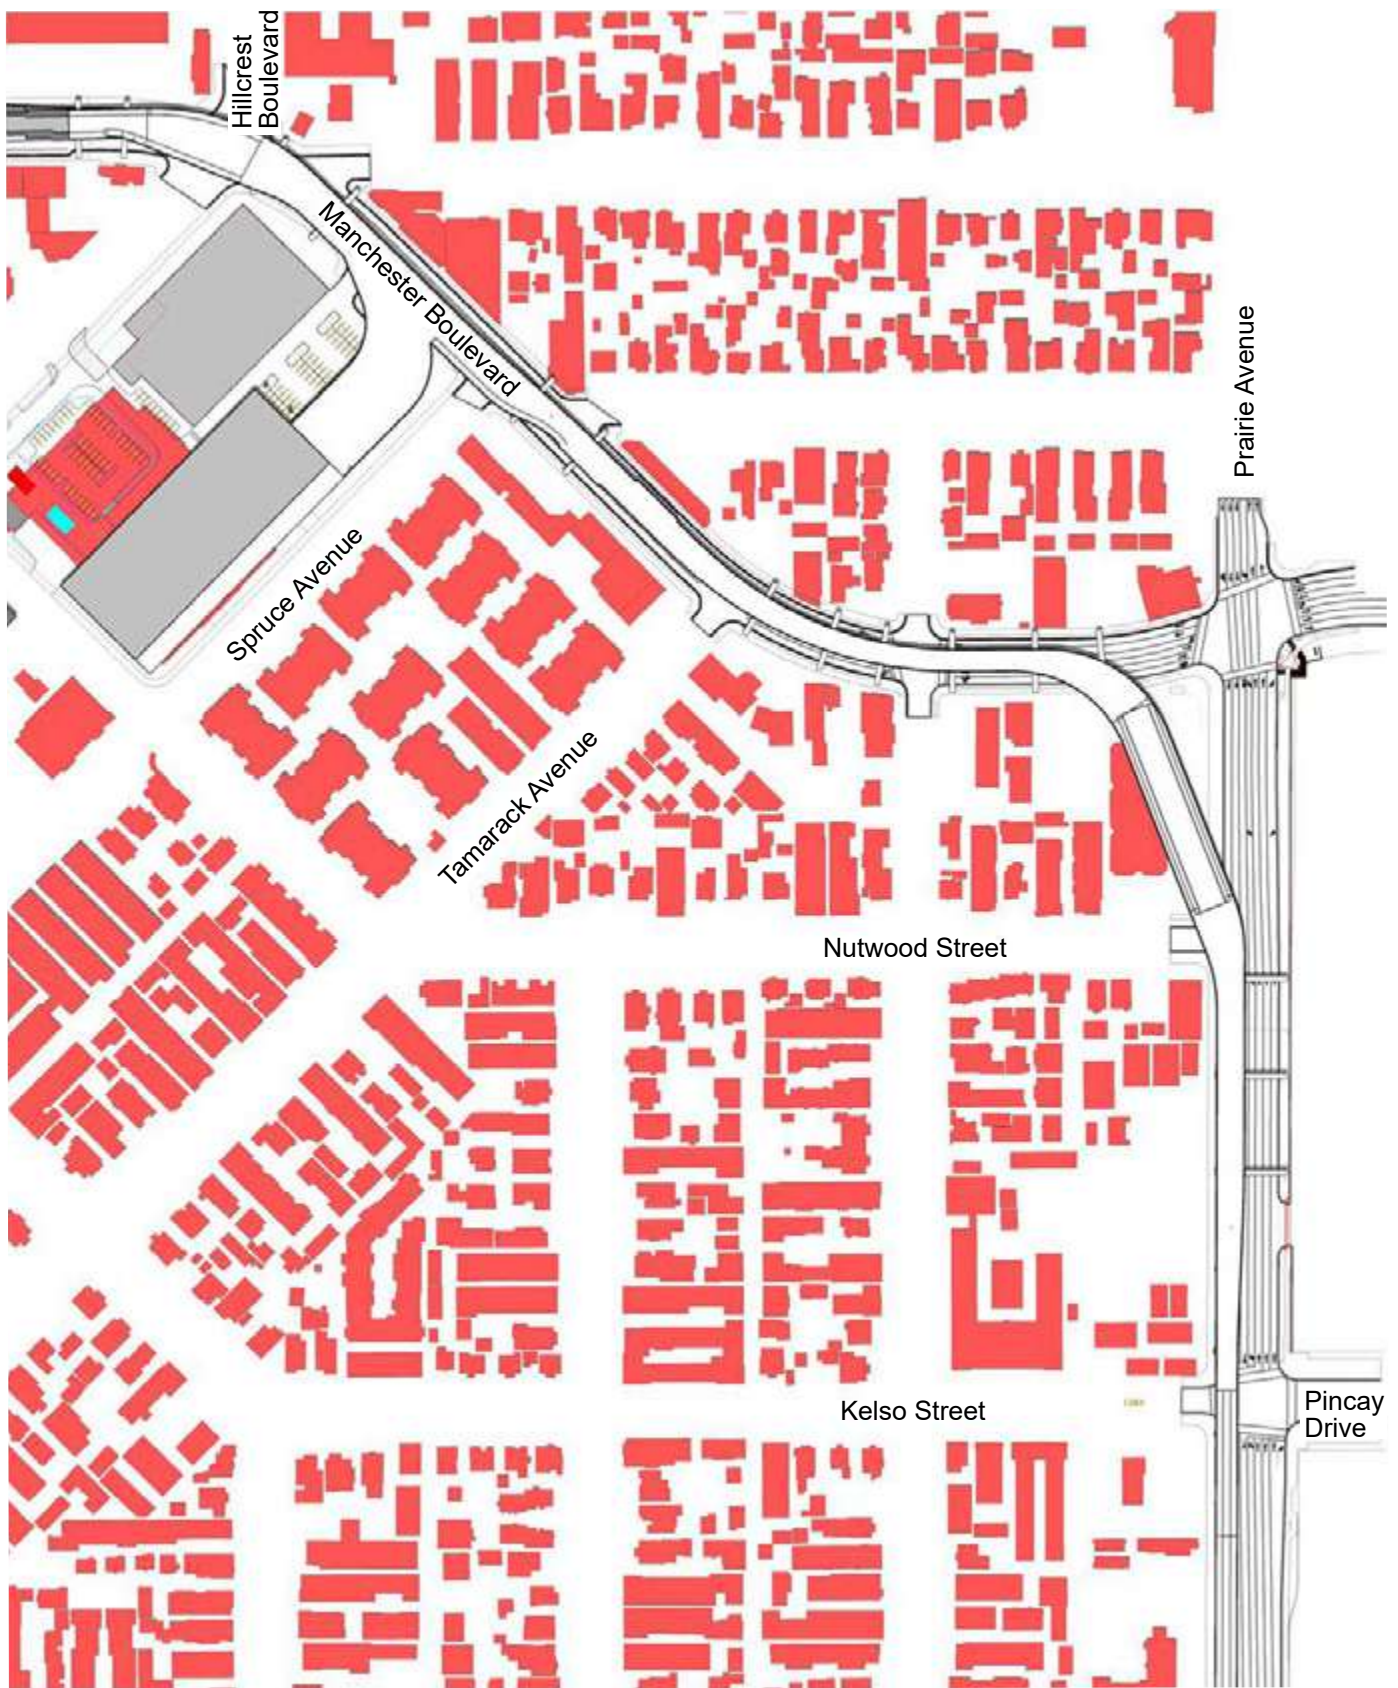 Hillcrest
Boulevard
Manchester Boulevard
Prairie Avenue
Spruce Avenue
Tamarack Avenue
Nutwood Street
Kelso Street
Pincay
Drive